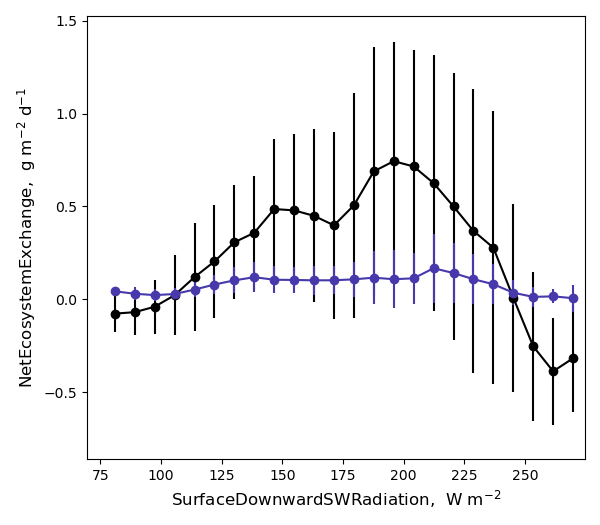 1.5
1.0
0.5
0.0
−0.5
NetEcosystemExchange, g m⁻² d⁻¹
75 100 125 150 175 200 225 250
SurfaceDownwardSWRadiation, W m⁻²